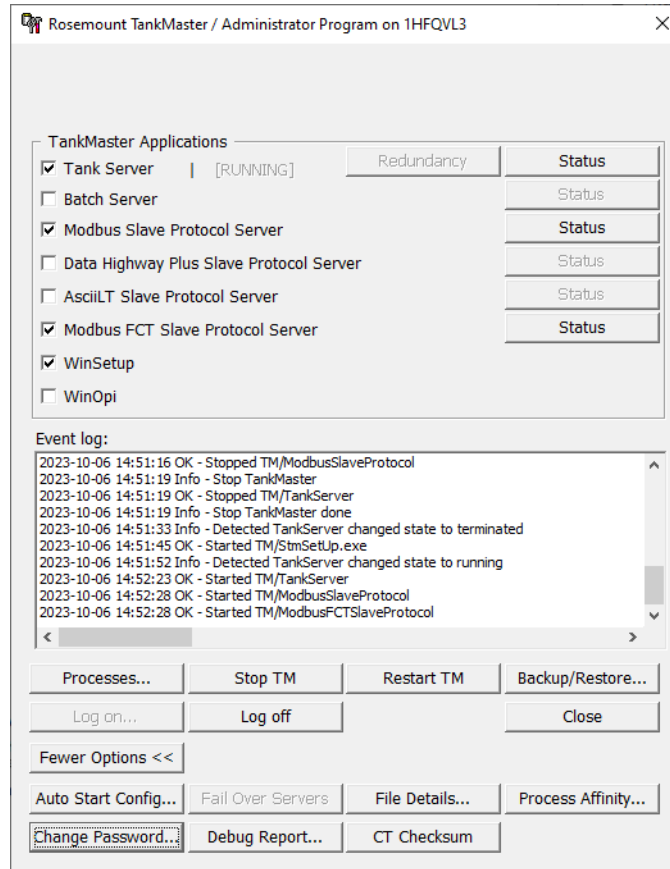 Rosemount TankMaster / Administrator Program on 1HFQVL3
TankMaster Applications
Tank Server | [RUNNING] Redundancy Status
Batch Server Status
Modbus Slave Protocol Server Status
Data Highway Plus Slave Protocol Server Status
AsciiLT Slave Protocol Server Status
Modbus FCT Slave Protocol Server Status
WinSetup
WinOpi
Event log:
2023-10-06 14:51:16 OK - Stopped TM/ModbusSlaveProtocol
2023-10-06 14:51:19 Info - Stop TankMaster
2023-10-06 14:51:19 OK - Stopped TM/TankServer
2023-10-06 14:51:19 Info - Stop TankMaster done
2023-10-06 14:51:33 Info - Detected TankServer changed state to terminated
2023-10-06 14:51:45 OK - Started TM/StmSetUp.exe
2023-10-06 14:51:52 Info - Detected TankServer changed state to running
2023-10-06 14:52:23 OK - Started TM/TankServer
2023-10-06 14:52:28 OK - Started TM/ModbusSlaveProtocol
2023-10-06 14:52:28 OK - Started TM/ModbusFCTSlaveProtocol
Processes... Stop TM Restart TM Backup/Restore...
Log on... Log off Close
Fewer Options <<
Auto Start Config... Fail Over Servers File Details... Process Affinity...
Change Password... Debug Report... CT Checksum